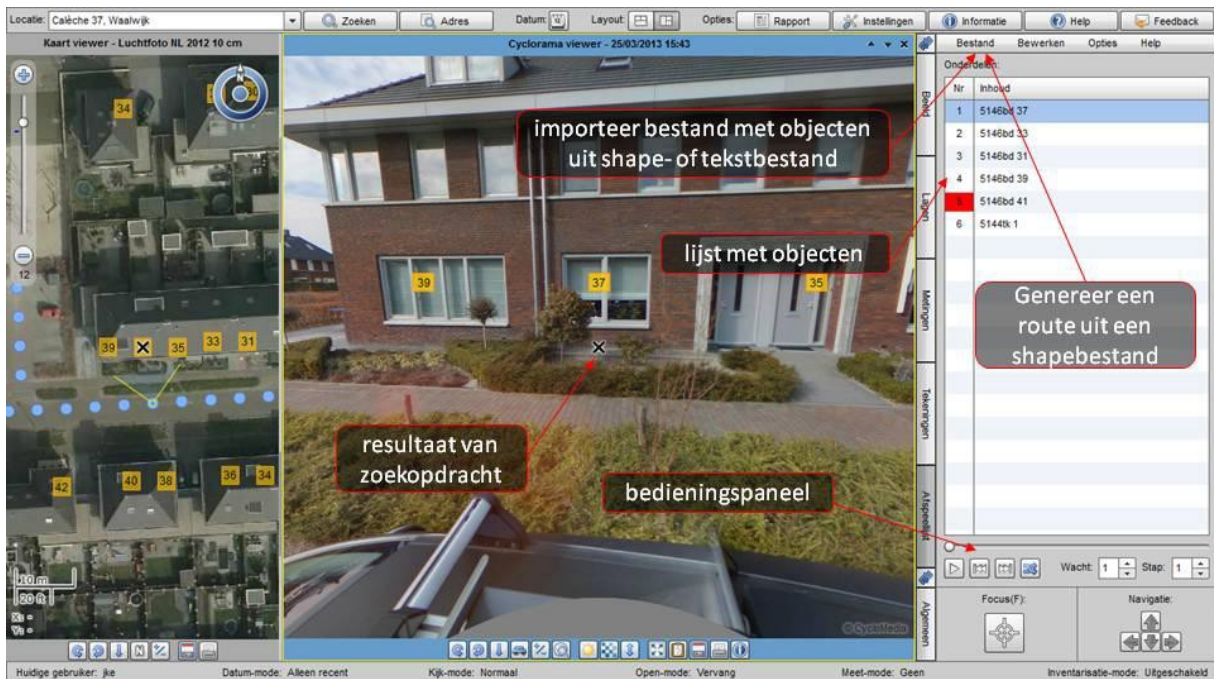 Locatie: Calèche 37, Waalwijk Zoeken Adres Datum: Layout: Opties: Rapport Instellingen Informatie Help Feedback
Kaart viewer - Luchtfoto NL 2012 10 cm
34
30
12
39
35
33
31
42
40
38
36
34
10 m
20 ft
X: -
Y: -
Cyclorama viewer - 25/03/2013 15:43
importeer bestand met objecten
uit shape- of tekstbestand
lijst met objecten
39
37
35
resultaat van
zoekopdracht
bedieningspaneel
© CycloMedia
Beeld
Lagen
Metingen
Tekeningen
Afspeellijst
Algemeen
Bestand Bewerken Opties Help
Onderdelen:
Nr Inhoud
1 5146bd 37
2 5146bd 33
3 5146bd 31
4 5146bd 39
5 5146bd 41
6 5144tk 1
Genereer een
route uit een
shapebestand
Wacht: 1 Stap: 1
Focus(F): Navigatie:
Huidige gebruiker: jke Datum-mode: Alleen recent Kijk-mode: Normaal Open-mode: Vervang Meet-mode: Geen Inventarisatie-mode: Uitgeschakeld